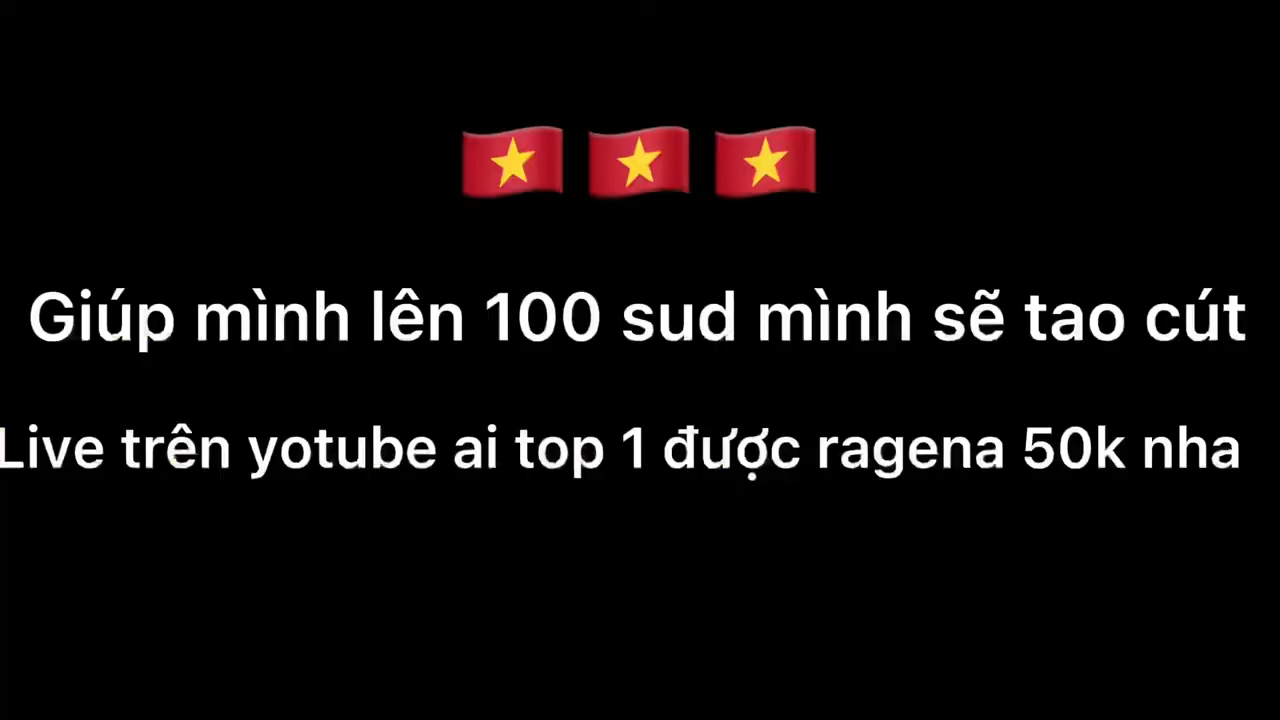 🇻🇳 🇻🇳 🇻🇳
Giúp mình lên 100 sud mình sẽ tao cút
Live trên yotube ai top 1 được ragena 50k nha